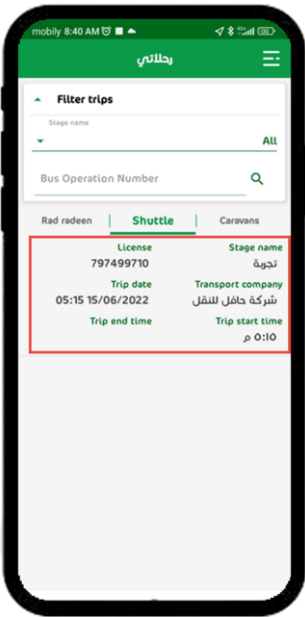 mobily 8:40 AM
رحلاتي
Filter trips
Stage name
All
Bus Operation Number
Rad radeen | Shuttle | Caravans
License Stage name
797499710 تجربة
Trip date Transport company
05:15 15/06/2022 شركة حافل للنقل
Trip end time Trip start time
٥:١٥ م